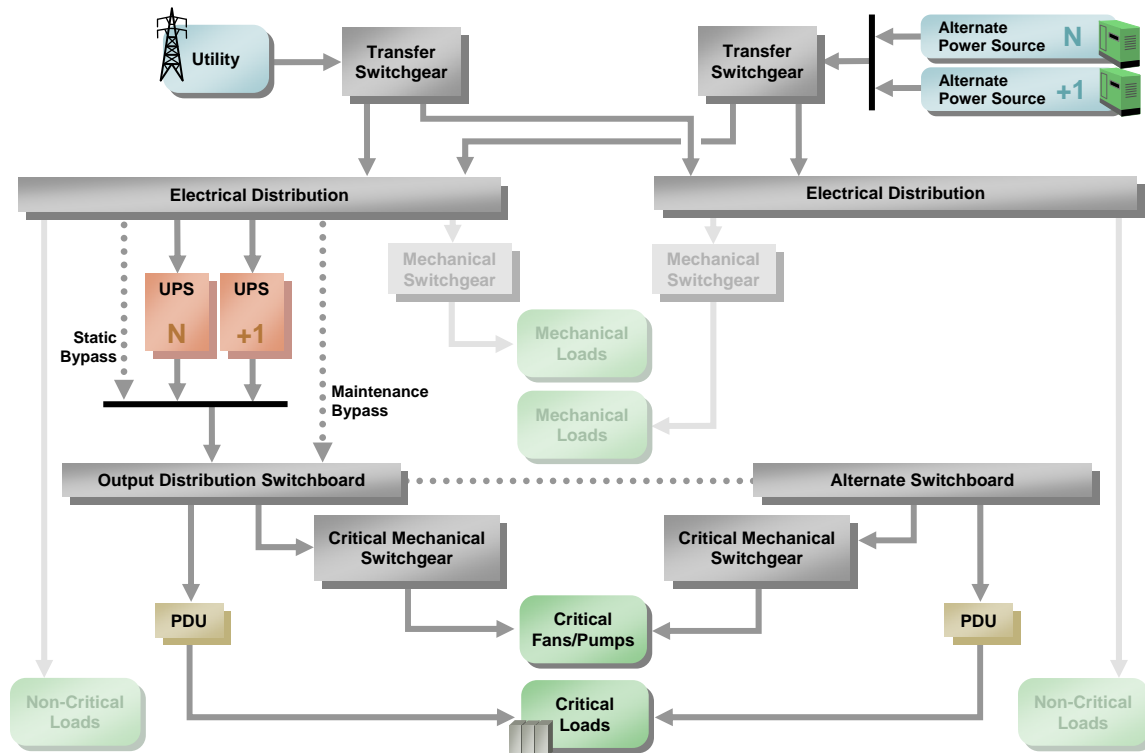 Utility
Transfer
Switchgear
Transfer
Switchgear
Alternate
Power Source
N
Alternate
Power Source
+1
Electrical Distribution
Electrical Distribution
Mechanical
Switchgear
Mechanical
Switchgear
UPS
N
UPS
+1
Static
Bypass
Maintenance
Bypass
Mechanical
Loads
Mechanical
Loads
Output Distribution Switchboard
Alternate Switchboard
Critical Mechanical
Switchgear
Critical Mechanical
Switchgear
PDU
Critical
Fans/Pumps
PDU
Non-Critical
Loads
Critical
Loads
Non-Critical
Loads